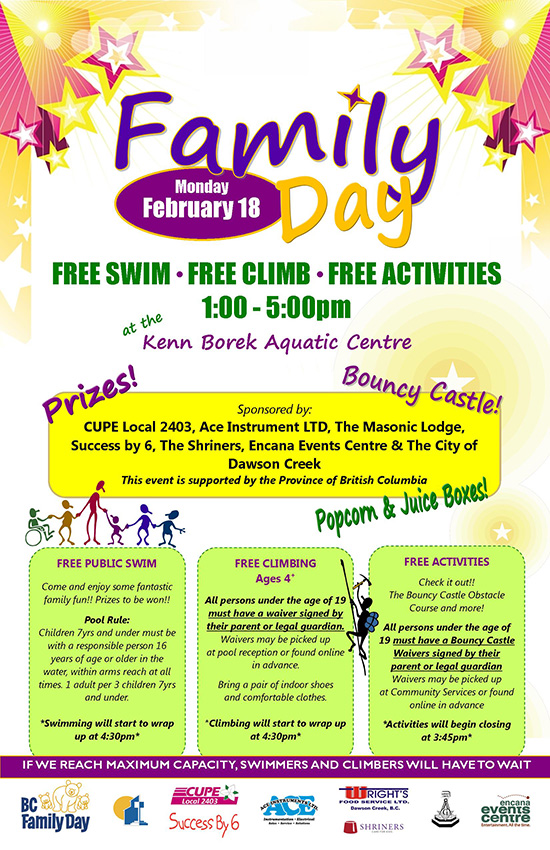 Family
Day
Monday
February 18
FREE SWIM • FREE CLIMB • FREE ACTIVITIES
1:00 - 5:00pm
at the
Kenn Borek Aquatic Centre
Prizes!
Bouncy Castle!
Sponsored by:
CUPE Local 2403, Ace Instrument LTD, The Masonic Lodge,
Success by 6, The Shriners, Encana Events Centre & The City of
Dawson Creek
This event is supported by the Province of British Columbia
Popcorn & Juice Boxes!
FREE PUBLIC SWIM
Come and enjoy some fantastic
family fun!! Prizes to be won!!
Pool Rule:
Children 7yrs and under must be
with a responsible person 16
years of age or older in the
water, within arms reach at all
times. 1 adult per 3 children 7yrs
and under.
*Swimming will start to wrap
up at 4:30pm*
FREE CLIMBING
Ages 4+
All persons under the age of 19
must have a waiver signed by
their parent or legal guardian.
Waivers may be picked up
at pool reception or found online
in advance.
Bring a pair of indoor shoes
and comfortable clothes.
*Climbing will start to wrap up
at 4:30pm*
FREE ACTIVITIES
Check it out!!
The Bouncy Castle Obstacle
Course and more!
All persons under the age of
19 must have a Bouncy Castle
Waivers signed by their
parent or legal guardian
Waivers may be picked up
at Community Services or found
online in advance
*Activities will begin closing
at 3:45pm*
IF WE REACH MAXIMUM CAPACITY, SWIMMERS AND CLIMBERS WILL HAVE TO WAIT
BC
Family Day
CUPE
Local 2403
Success By 6
ACE INSTRUMENTS LTD.
ACE
Instrumentation - Electrical
Sales • Service • Solutions
WRIGHT'S
FOOD SERVICE LTD.
Dawson Creek, B.C.
SHRINERS
encana
events
centre
Entertainment. All the time.